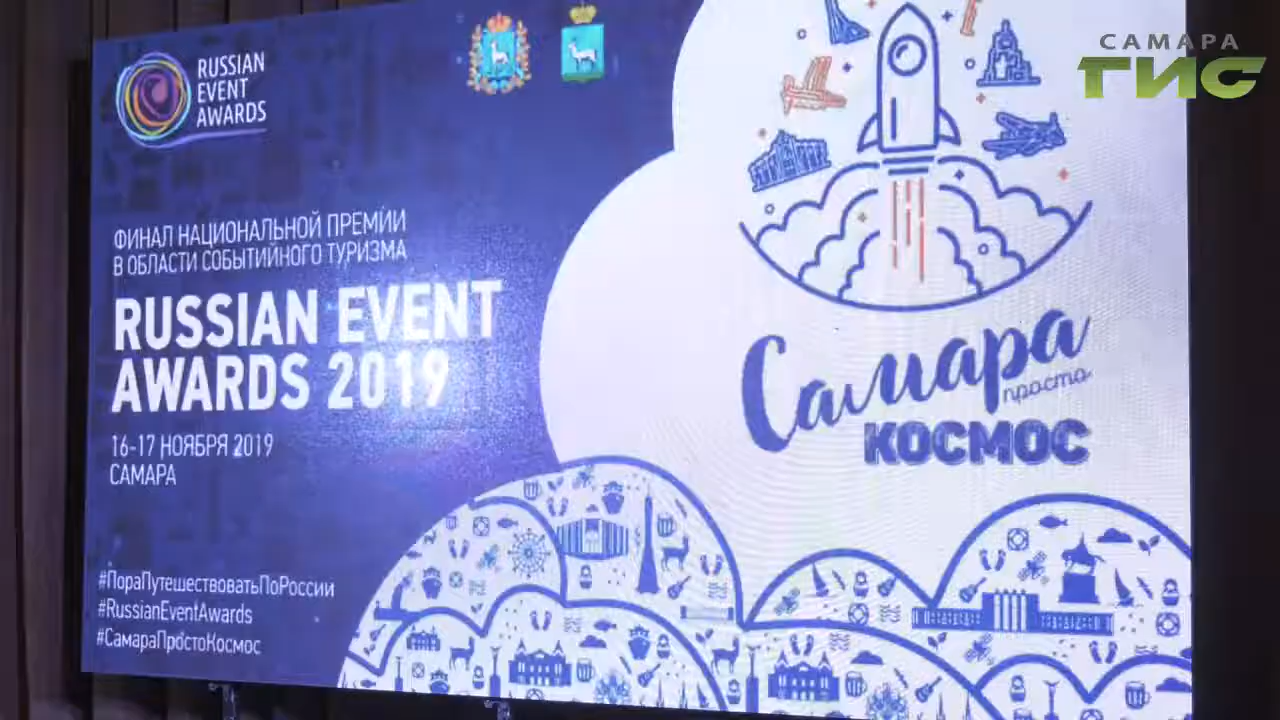 САМАРА
ГИС
RUSSIAN
EVENT
AWARDS
ФИНАЛ НАЦИОНАЛЬНОЙ ПРЕМИИ
В ОБЛАСТИ СОБЫТИЙНОГО ТУРИЗМА
RUSSIAN EVENT
AWARDS 2019
16-17 НОЯБРЯ 2019
САМАРА
#ПораПутешествоватьПоРоссии
#RussianEventAwards
#СамараПростоКосмос
Самара
просто
КОСМОС